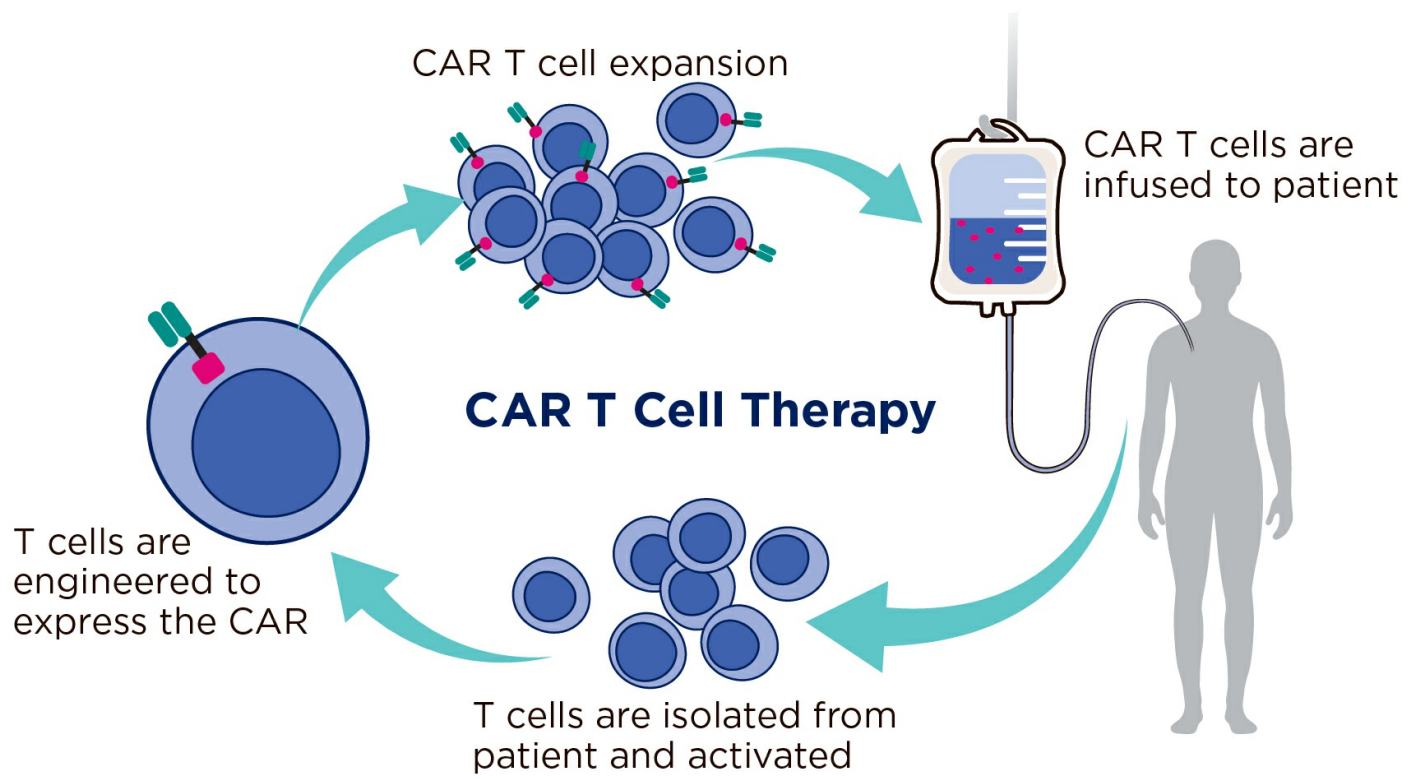 CAR T cell expansion
CAR T cells are
infused to patient
CAR T Cell Therapy
T cells are
engineered to
express the CAR
T cells are isolated from
patient and activated